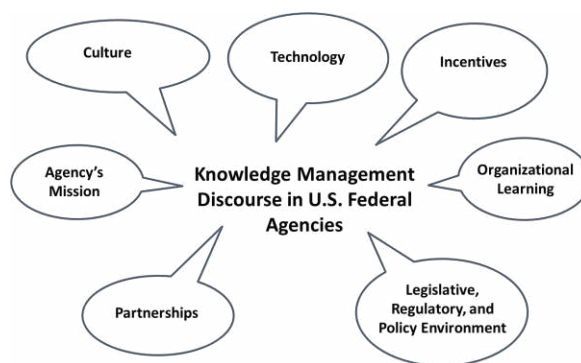 Culture
Technology
Incentives
Agency's
Mission
Knowledge Management
Discourse in U.S. Federal
Agencies
Organizational
Learning
Partnerships
Legislative,
Regulatory, and
Policy Environment